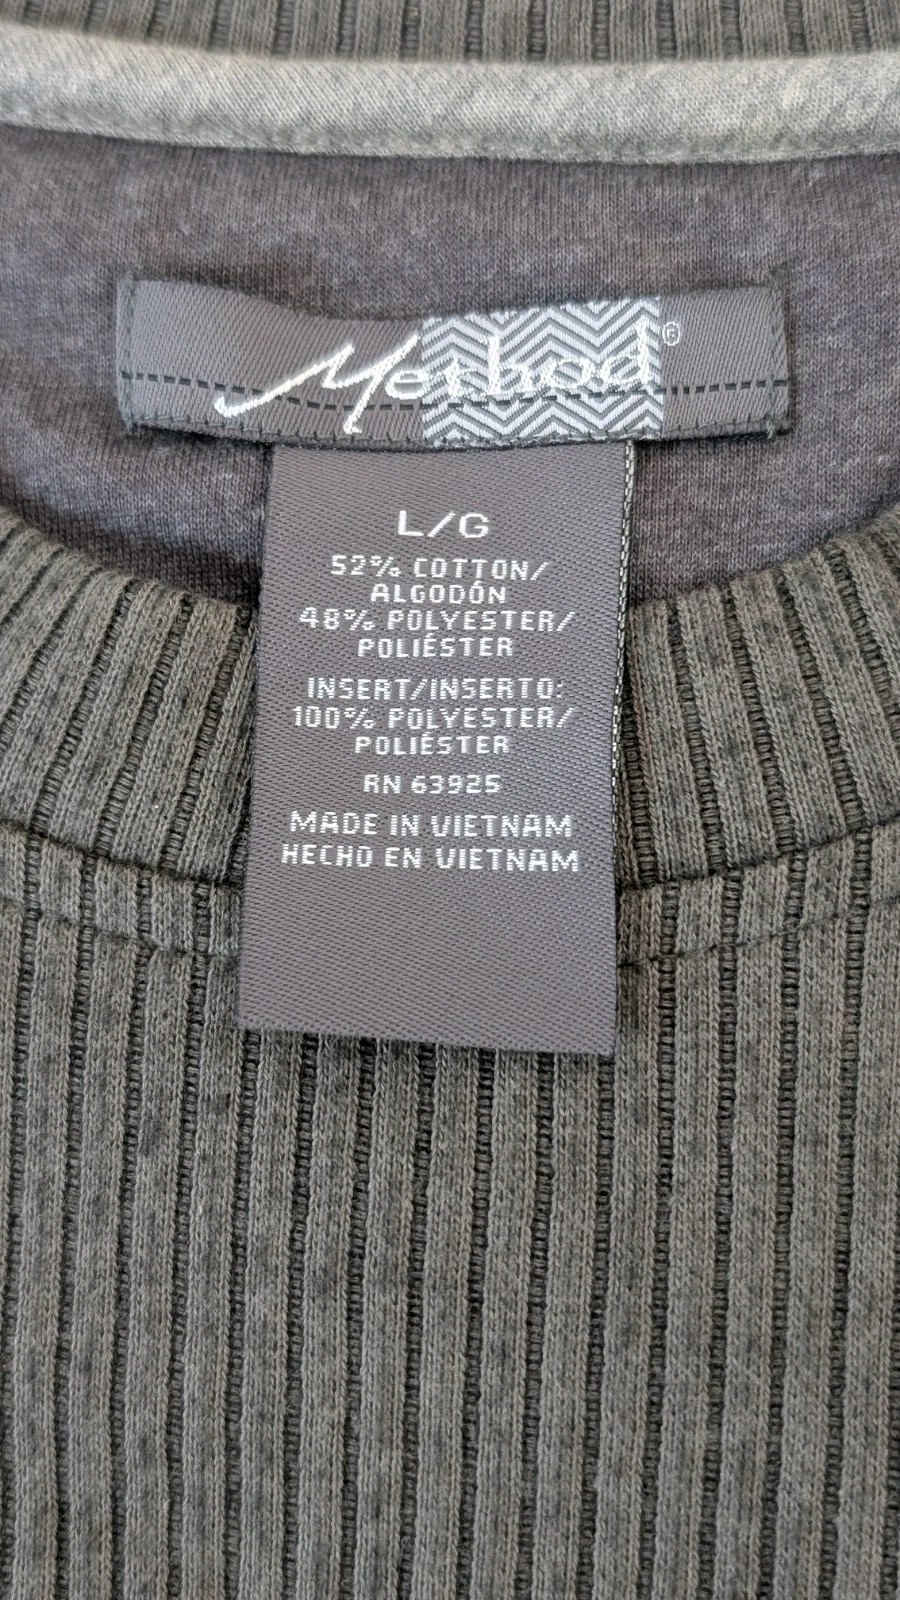 Method®
L/G
52% COTTON/
ALGODÓN
48% POLYESTER/
POLIÉSTER
INSERT/INSERTO:
100% POLYESTER/
POLIÉSTER
RN 63925
MADE IN VIETNAM
HECHO EN VIETNAM